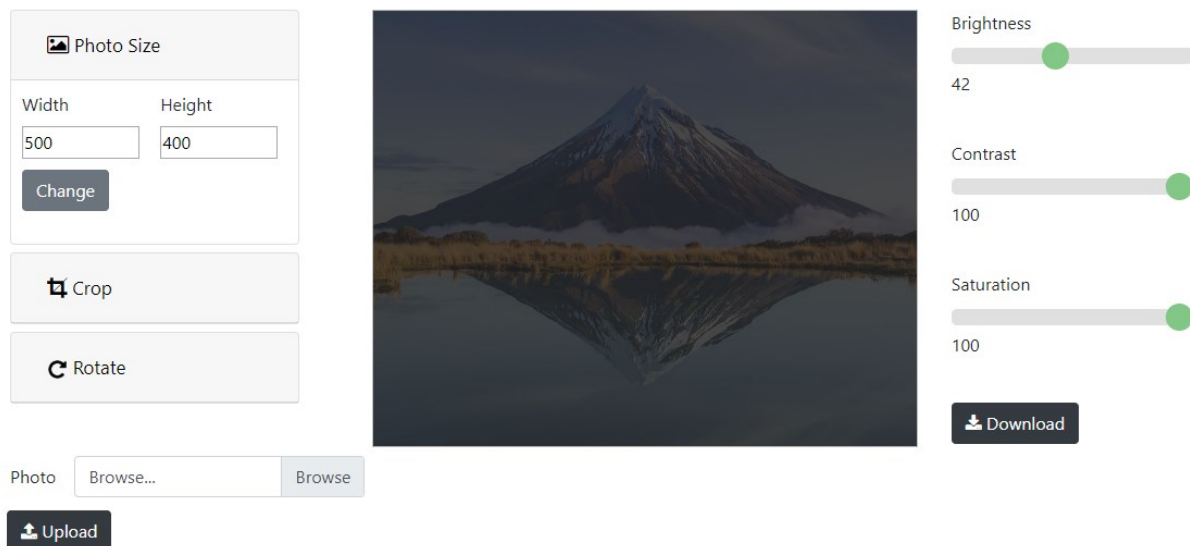 Photo Size
Width
Height
500
400
Change
Crop
Rotate
Photo
Browse...
Browse
Upload
Brightness
42
Contrast
100
Saturation
100
Download